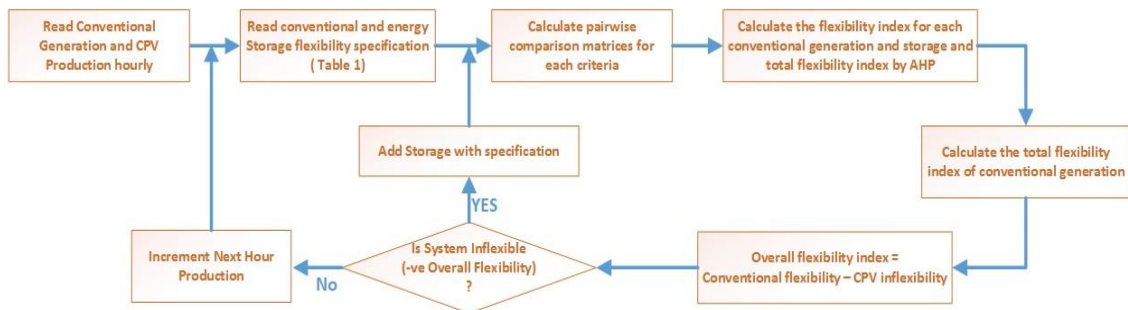 Read Conventional
Generation and CPV
Production hourly
Read conventional and energy
Storage flexibility specification
( Table 1)
Calculate pairwise
comparison matrices for
each criteria
Calculate the flexibility index for each
conventional generation and storage and
total flexibility index by AHP
Add Storage with specification
Calculate the total flexibility
index of conventional generation
YES
Is System Inflexible
(-ve Overall Flexibility)
?
Increment Next Hour
Production
No
Overall flexibility index =
Conventional flexibility – CPV inflexibility